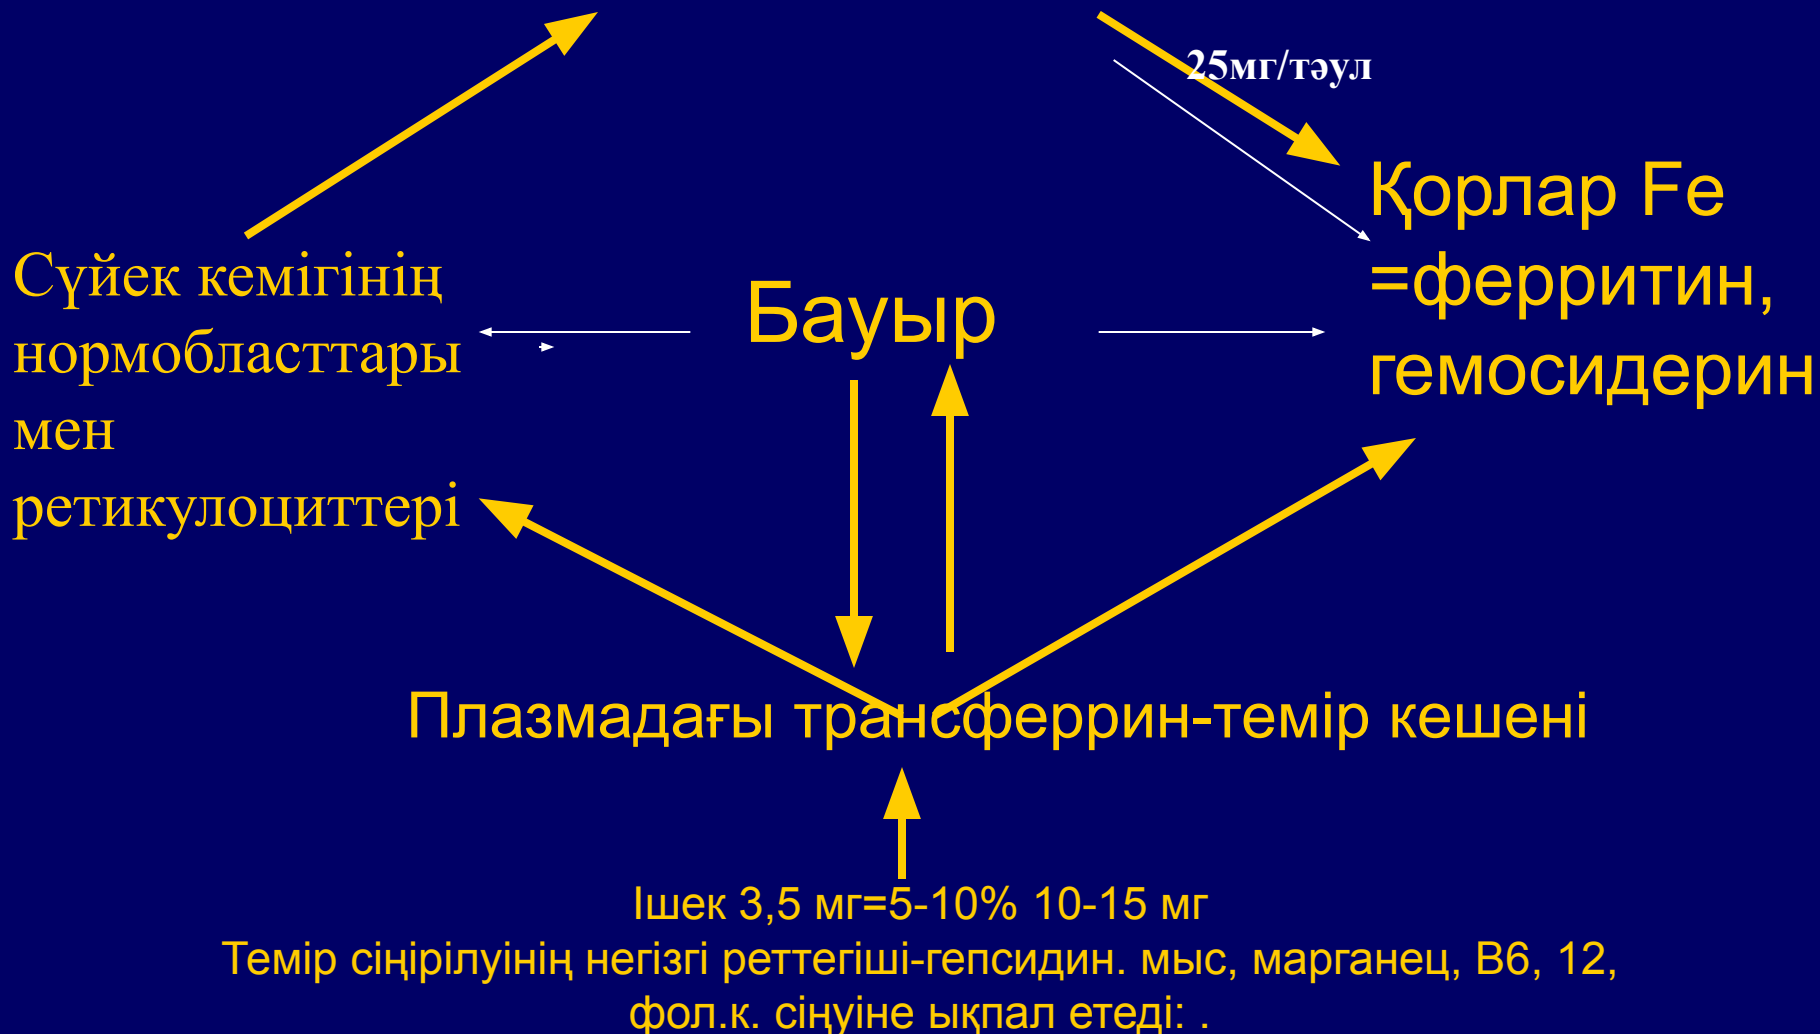 25мг/тәул
Қорлар Fe
=ферритин,
гемосидерин
Сүйек кемігінің
нормобласттары
мен
ретикулоциттері
Бауыр
Плазмадағы трансферрин-темір кешені
Ішек 3,5 мг=5-10% 10-15 мг
Темір сіңірілуінің негізгі реттегіші-гепсидин. мыс, марганец, В6, 12,
фол.к. сіңуіне ықпал етеді: .